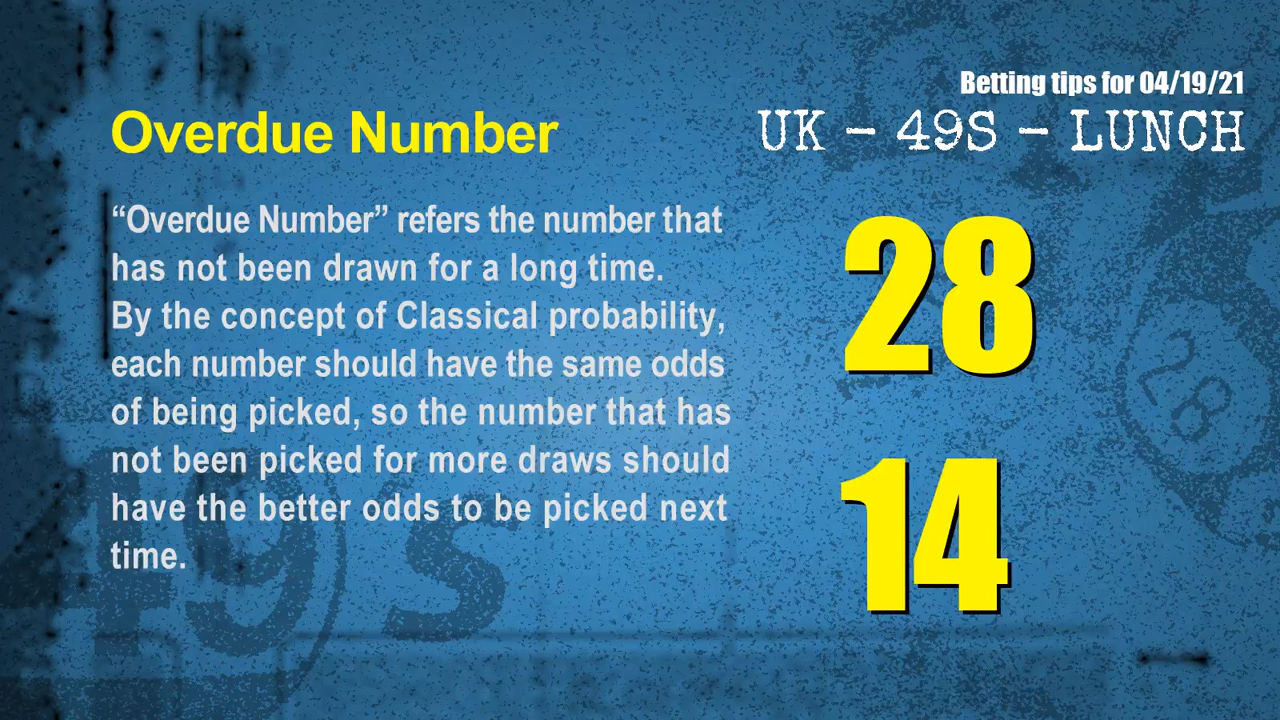 Betting tips for 04/19/21
UK - 49S - LUNCH
Overdue Number
“Overdue Number” refers the number that
has not been drawn for a long time.
By the concept of Classical probability,
each number should have the same odds
of being picked, so the number that has
not been picked for more draws should
have the better odds to be picked next
time.
28
14
28
49's